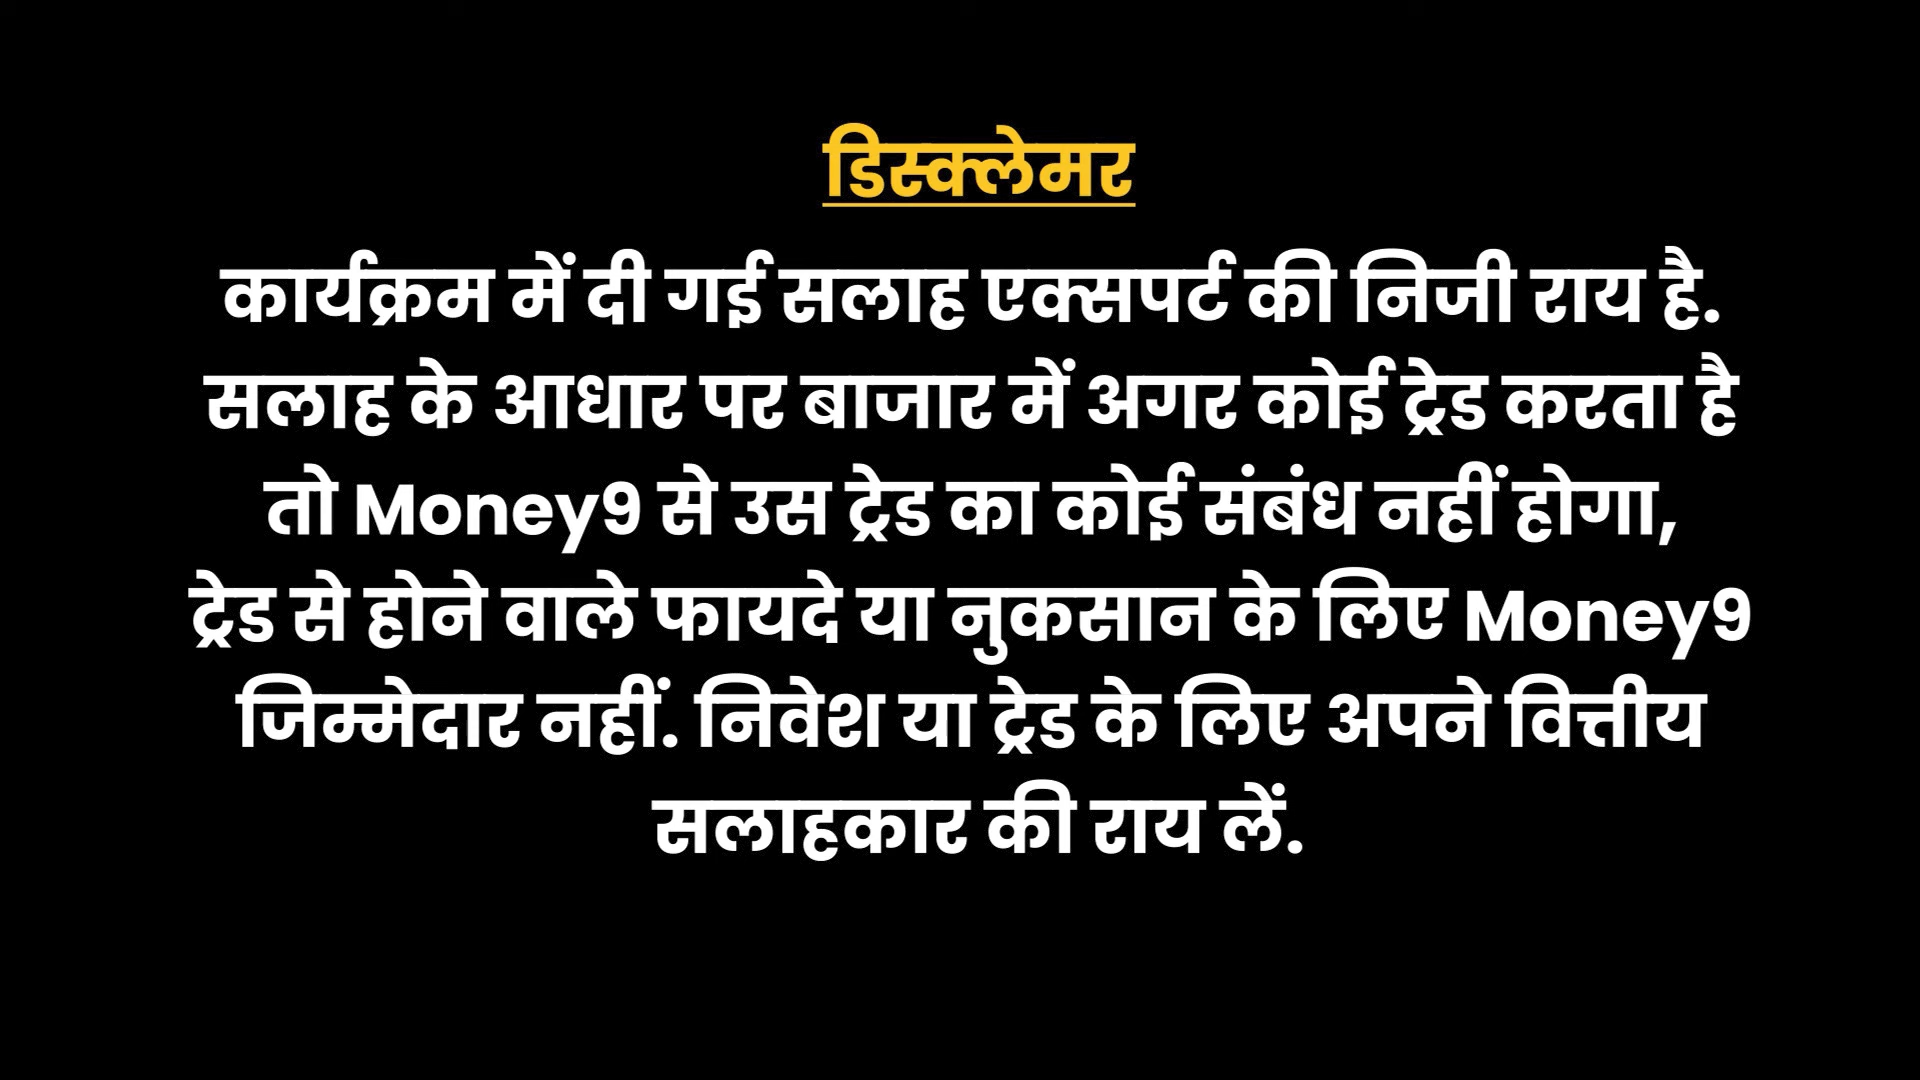 डिस्क्लेमर
कार्यक्रम में दी गई सलाह एक्सपर्ट की निजी राय है.
सलाह के आधार पर बाजार में अगर कोई ट्रेड करता है
तो Money9 से उस ट्रेड का कोई संबंध नहीं होगा,
ट्रेड से होने वाले फायदे या नुकसान के लिए Money9
जिम्मेदार नहीं. निवेश या ट्रेड के लिए अपने वित्तीय
सलाहकार की राय लें.